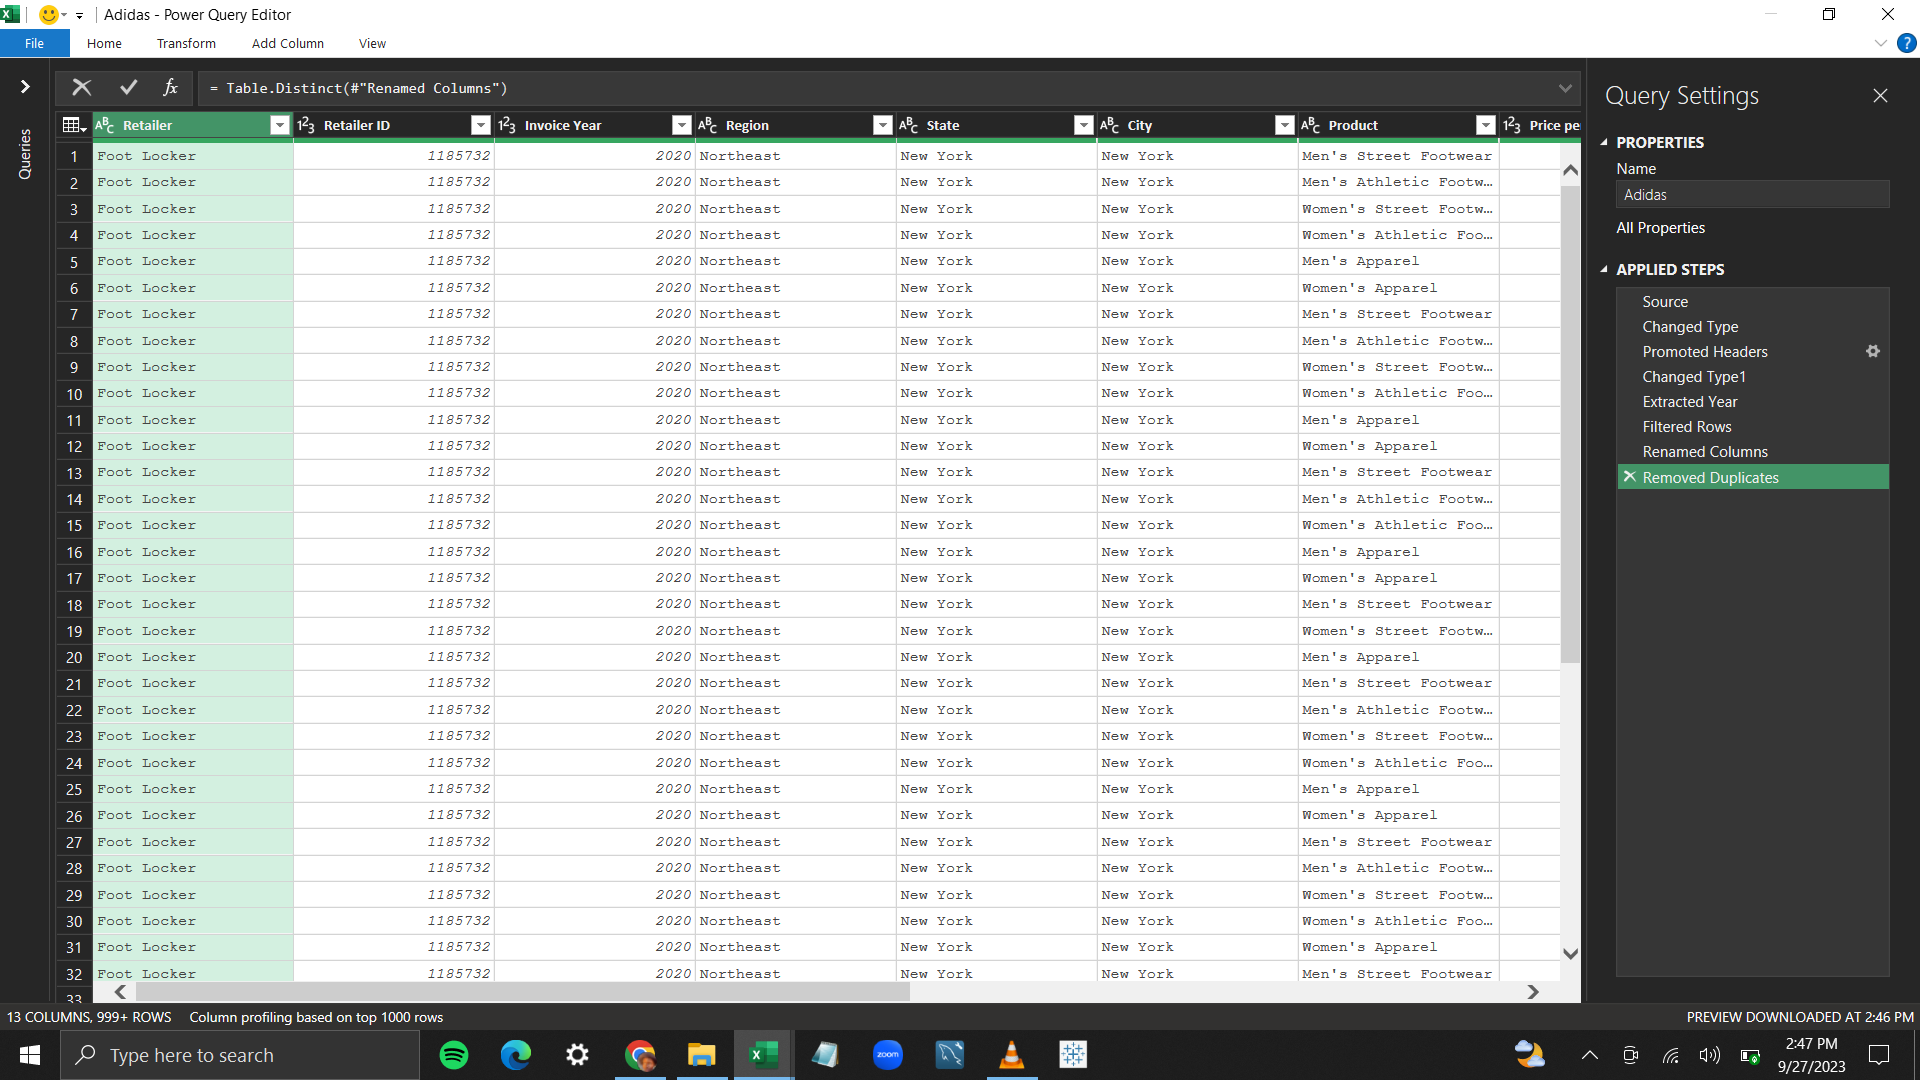 Adidas - Power Query Editor
File Home Transform Add Column View
= Table.Distinct(#"Renamed Columns")
Queries
Retailer Retailer ID Invoice Year Region State City Product Price pe
1 Foot Locker 1185732 2020 Northeast New York New York Men's Street Footwear
2 Foot Locker 1185732 2020 Northeast New York New York Men's Athletic Footw...
3 Foot Locker 1185732 2020 Northeast New York New York Women's Street Footw...
4 Foot Locker 1185732 2020 Northeast New York New York Women's Athletic Foo...
5 Foot Locker 1185732 2020 Northeast New York New York Men's Apparel
6 Foot Locker 1185732 2020 Northeast New York New York Women's Apparel
7 Foot Locker 1185732 2020 Northeast New York New York Men's Street Footwear
8 Foot Locker 1185732 2020 Northeast New York New York Men's Athletic Footw...
9 Foot Locker 1185732 2020 Northeast New York New York Women's Street Footw...
10 Foot Locker 1185732 2020 Northeast New York New York Women's Athletic Foo...
11 Foot Locker 1185732 2020 Northeast New York New York Men's Apparel
12 Foot Locker 1185732 2020 Northeast New York New York Women's Apparel
13 Foot Locker 1185732 2020 Northeast New York New York Men's Street Footwear
14 Foot Locker 1185732 2020 Northeast New York New York Men's Athletic Footw...
15 Foot Locker 1185732 2020 Northeast New York New York Women's Athletic Foo...
16 Foot Locker 1185732 2020 Northeast New York New York Men's Apparel
17 Foot Locker 1185732 2020 Northeast New York New York Women's Apparel
18 Foot Locker 1185732 2020 Northeast New York New York Men's Street Footwear
19 Foot Locker 1185732 2020 Northeast New York New York Women's Street Footw...
20 Foot Locker 1185732 2020 Northeast New York New York Men's Apparel
21 Foot Locker 1185732 2020 Northeast New York New York Men's Street Footwear
22 Foot Locker 1185732 2020 Northeast New York New York Men's Athletic Footw...
23 Foot Locker 1185732 2020 Northeast New York New York Women's Street Footw...
24 Foot Locker 1185732 2020 Northeast New York New York Women's Athletic Foo...
25 Foot Locker 1185732 2020 Northeast New York New York Men's Apparel
26 Foot Locker 1185732 2020 Northeast New York New York Women's Apparel
27 Foot Locker 1185732 2020 Northeast New York New York Men's Street Footwear
28 Foot Locker 1185732 2020 Northeast New York New York Men's Athletic Footw...
29 Foot Locker 1185732 2020 Northeast New York New York Women's Street Footw...
30 Foot Locker 1185732 2020 Northeast New York New York Women's Athletic Foo...
31 Foot Locker 1185732 2020 Northeast New York New York Women's Apparel
32 Foot Locker 1185732 2020 Northeast New York New York Men's Street Footwear
33
Query Settings
PROPERTIES
Name
Adidas
All Properties
APPLIED STEPS
Source
Changed Type
Promoted Headers
Changed Type1
Extracted Year
Filtered Rows
Renamed Columns
Removed Duplicates
13 COLUMNS, 999+ ROWS Column profiling based on top 1000 rows
PREVIEW DOWNLOADED AT 2:46 PM
Type here to search
zoom
2:47 PM
9/27/2023